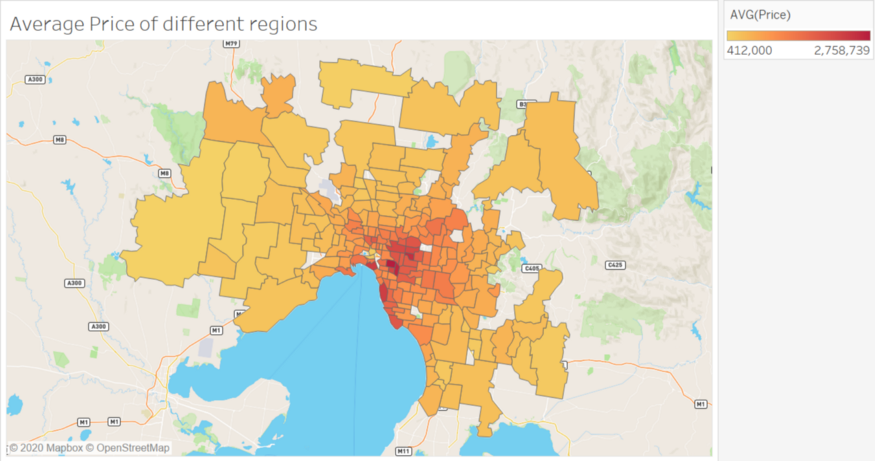 Average Price of different regions
AVG(Price)
412,000 2,758,739
M79
A300
M8
M8
A300
C405
C425
A300
M1
M1
M1
M1
M11
© 2020 Mapbox © OpenStreetMap